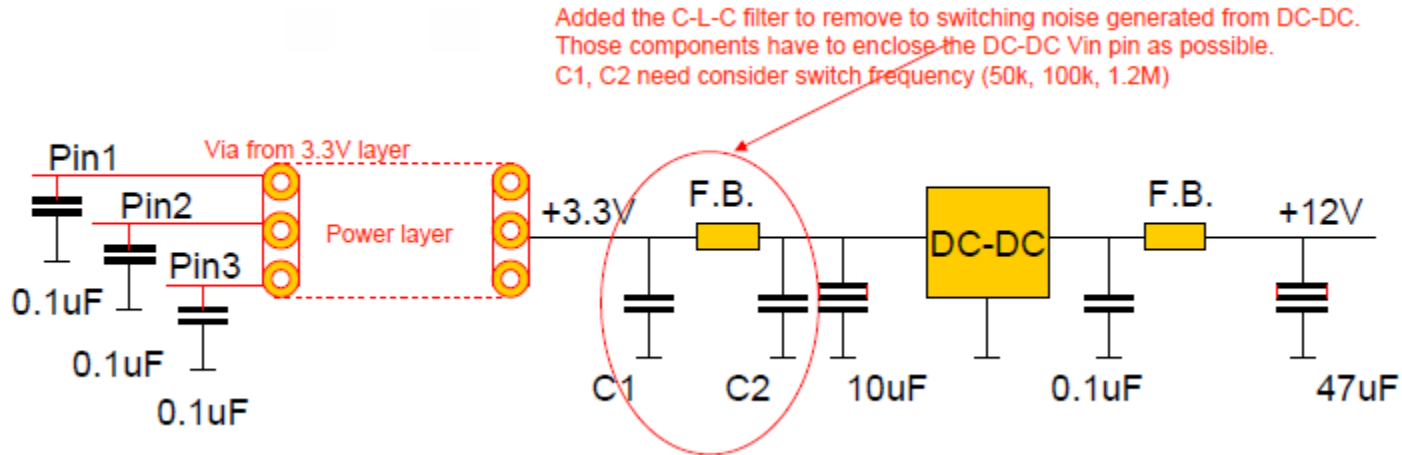 Added the C-L-C filter to remove to switching noise generated from DC-DC.
Those components have to enclose the DC-DC Vin pin as possible.
C1, C2 need consider switch frequency (50k, 100k, 1.2M)
Pin1
Via from 3.3V layer
Pin2
Power layer
Pin3
+3.3V
F.B.
DC-DC
F.B.
+12V
0.1uF
0.1uF
0.1uF
C1
C2
10uF
0.1uF
47uF